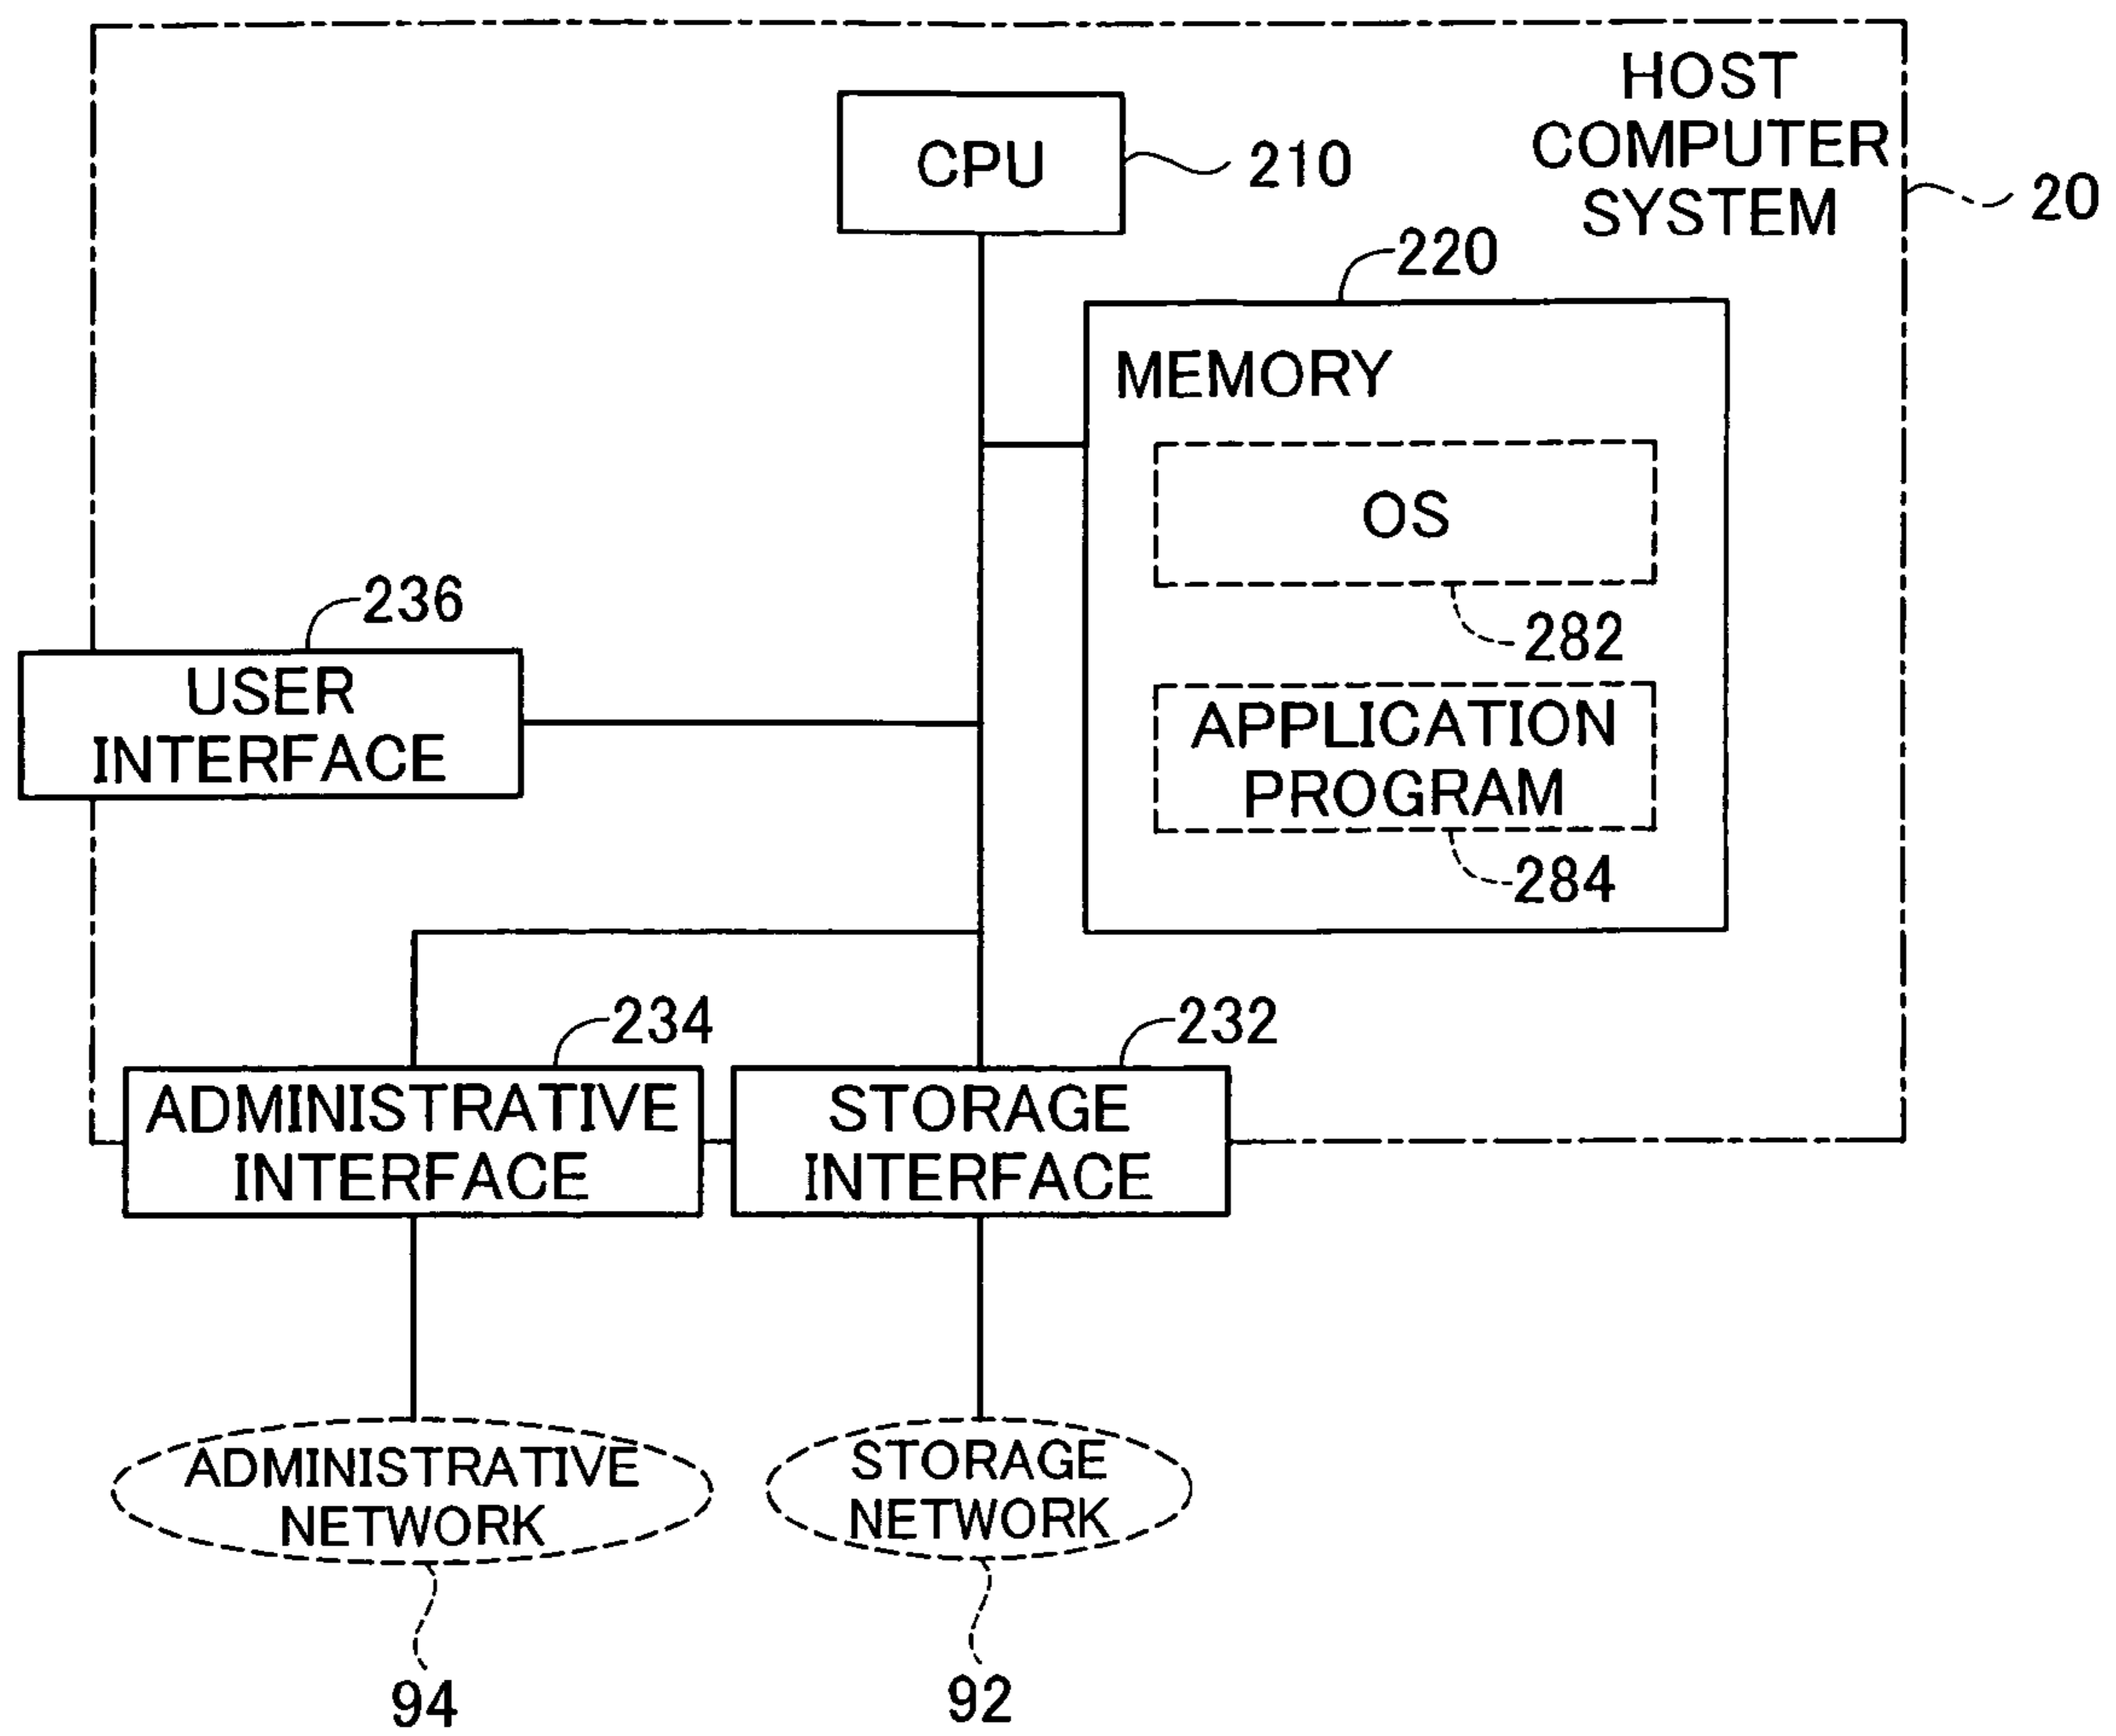 HOST
COMPUTER
SYSTEM
20
CPU
210
220
MEMORY
OS
282
APPLICATION
PROGRAM
284
236
USER
INTERFACE
234
ADMINISTRATIVE
INTERFACE
232
STORAGE
INTERFACE
ADMINISTRATIVE
NETWORK
94
STORAGE
NETWORK
92